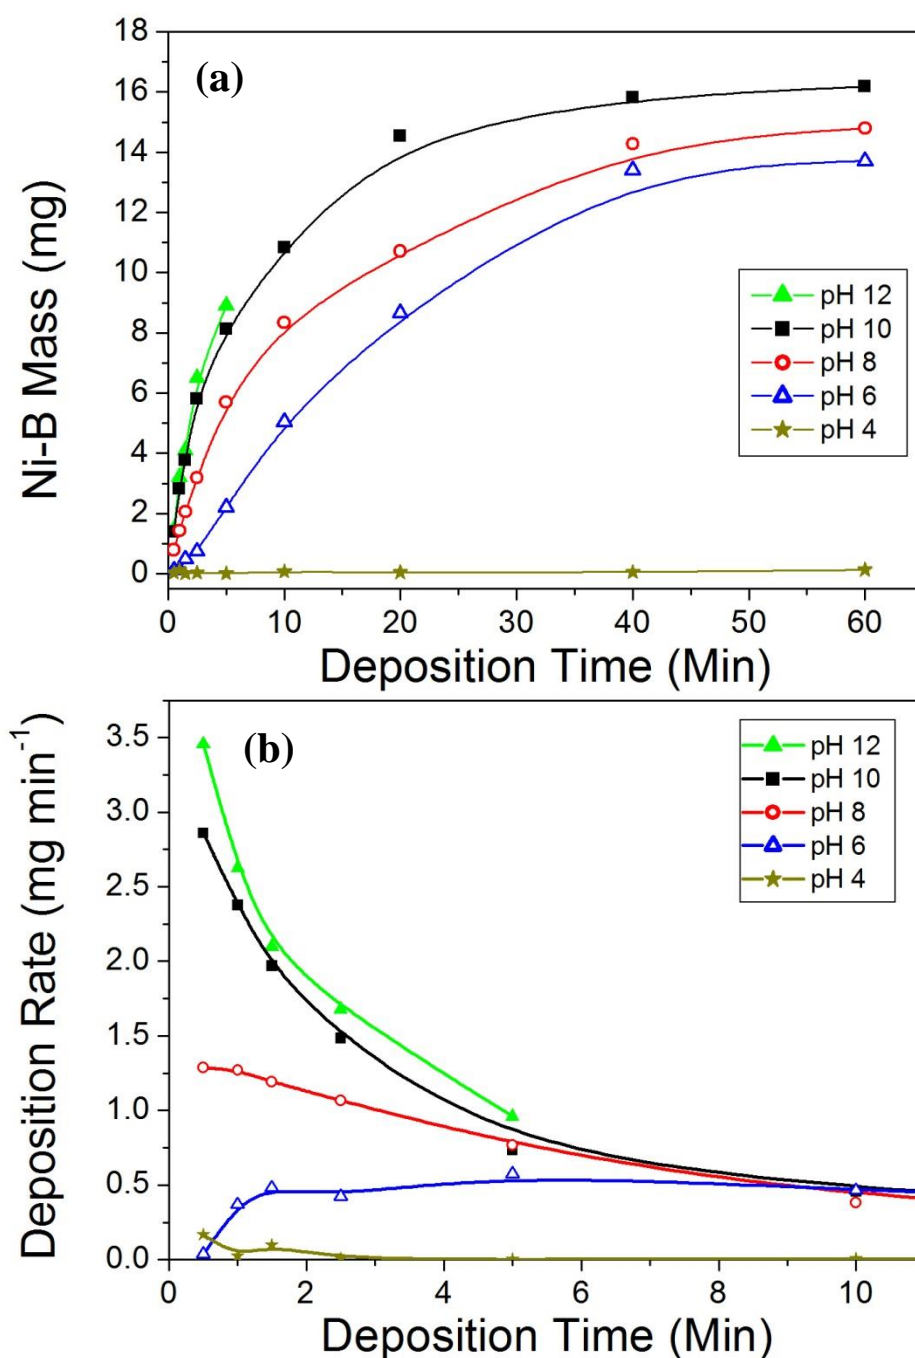 (a)
Ni-B Mass (mg)
18
16
14
12
10
8
6
4
2
0
pH 12
pH 10
pH 8
pH 6
pH 4
0 10 20 30 40 50 60
Deposition Time (Min)
(b)
Deposition Rate (mg min⁻¹)
3.5
3.0
2.5
2.0
1.5
1.0
0.5
0.0
pH 12
pH 10
pH 8
pH 6
pH 4
0 2 4 6 8 10
Deposition Time (Min)